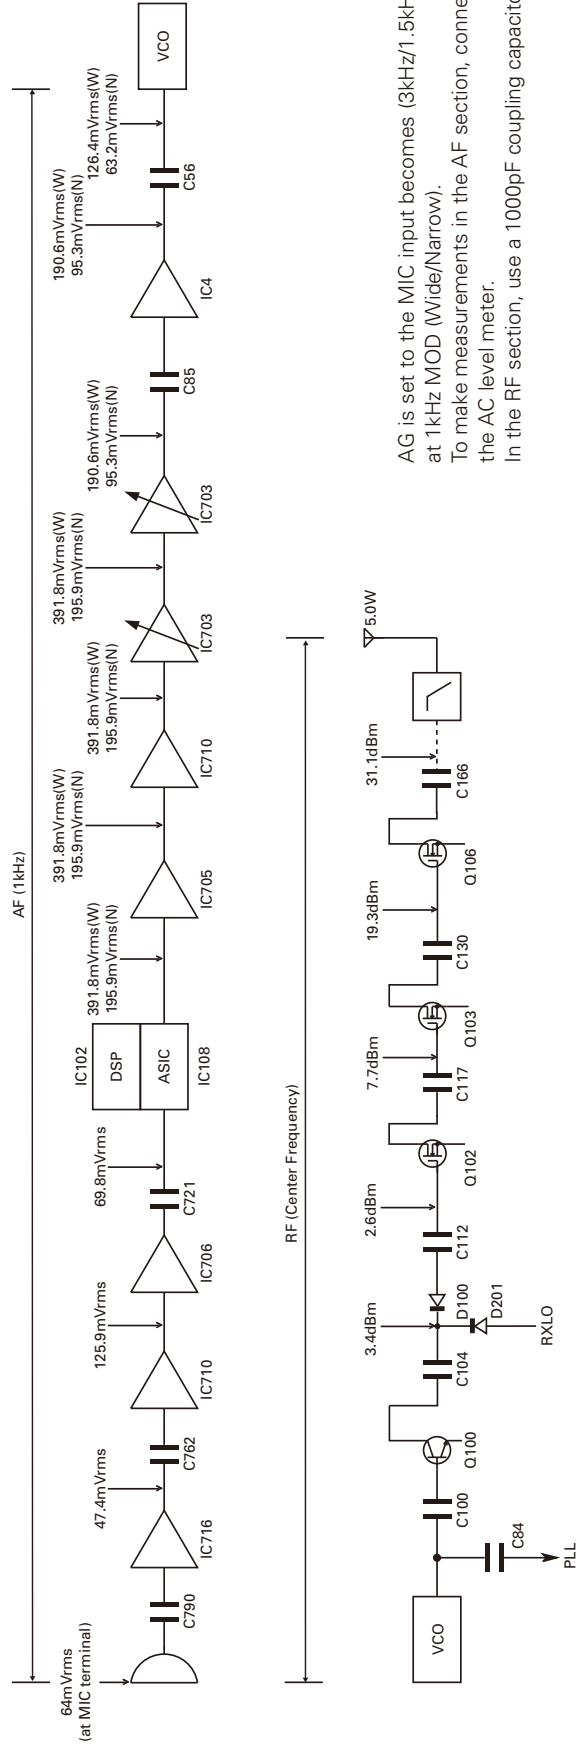 AF (1kHz)
64mVrms
(at MIC terminal)
47.4mVrms
125.9mVrms
69.8mVrms
391.8mVrms(W)
195.9mVrms(N)
391.8mVrms(W)
195.9mVrms(N)
391.8mVrms(W)
195.9mVrms(N)
391.8mVrms(W)
195.9mVrms(N)
190.6mVrms(W)
95.3mVrms(N)
190.6mVrms(W)
95.3mVrms(N)
126.4mVrms(W)
63.2mVrms(N)
C790
IC716
C762
IC710
IC706
C721
IC102
DSP
ASIC
IC108
IC705
IC710
IC703
IC703
C85
IC4
C56
VCO
RF (Center Frequency)
3.4dBm
2.6dBm
7.7dBm
19.3dBm
31.1dBm
5.0W
VCO
C84
PLL
C100
Q100
C104
D100
D201
RXLO
C112
Q102
C117
Q103
C130
Q106
C166
AG is set to the MIC input becomes (3kHz/1.5kH
at 1kHz MOD (Wide/Narrow).
To make measurements in the AF section, conne
the AC level meter.
In the RF section, use a 1000pF coupling capacito